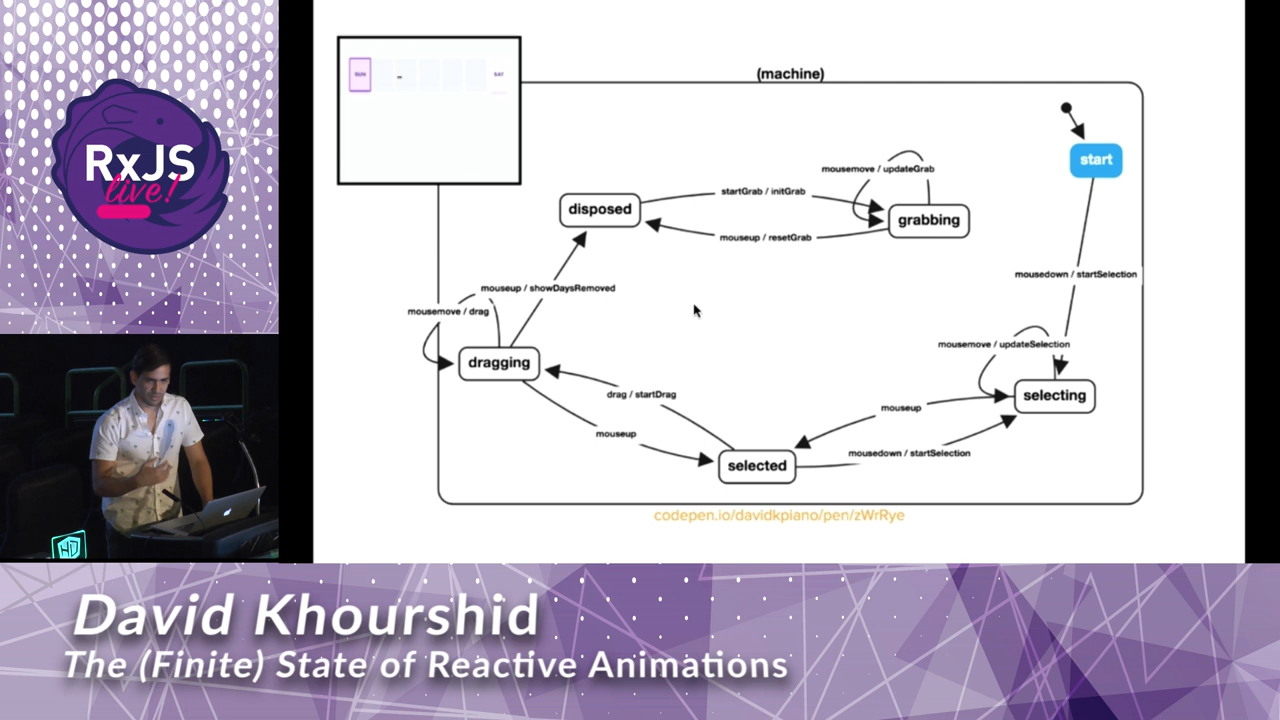 RxJS
live!
SUN
SAT
(machine)
start
mousemove / updateGrab
startGrab / initGrab
disposed
grabbing
mouseup / resetGrab
mousedown / startSelection
mouseup / showDaysRemoved
mousemove / drag
mousemove / updateSelection
dragging
drag / startDrag
selecting
mouseup
mouseup
mousedown / startSelection
selected
codepen.io/davidkpiano/pen/zWrRye
David Khourshid
The (Finite) State of Reactive Animations